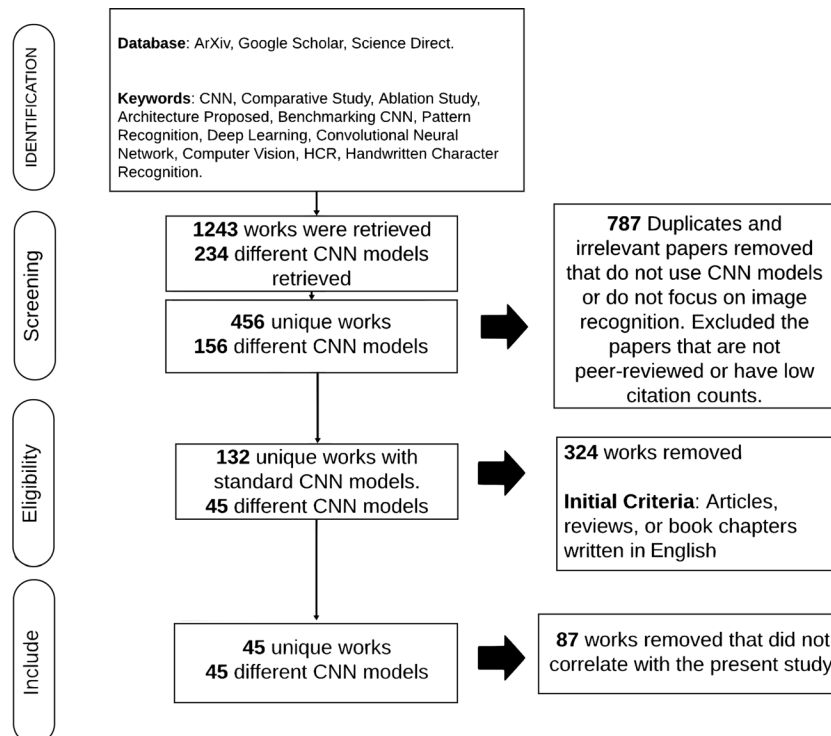 IDENTIFICATION
Database: ArXiv, Google Scholar, Science Direct.
Keywords: CNN, Comparative Study, Ablation Study,
Architecture Proposed, Benchmarking CNN, Pattern
Recognition, Deep Learning, Convolutional Neural
Network, Computer Vision, HCR, Handwritten Character
Recognition.
Screening
1243 works were retrieved
234 different CNN models
retrieved
456 unique works
156 different CNN models
787 Duplicates and
irrelevant papers removed
that do not use CNN models
or do not focus on image
recognition. Excluded the
papers that are not
peer-reviewed or have low
citation counts.
Eligibility
132 unique works with
standard CNN models.
45 different CNN models
324 works removed
Initial Criteria: Articles,
reviews, or book chapters
written in English
Include
45 unique works
45 different CNN models
87 works removed that did not
correlate with the present study